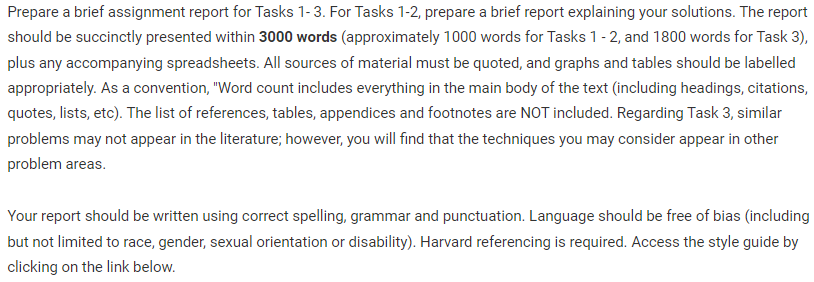 Prepare a brief assignment report for Tasks 1- 3. For Tasks 1-2, prepare a brief report explaining your solutions. The report
should be succinctly presented within 3000 words (approximately 1000 words for Tasks 1 - 2, and 1800 words for Task 3),
plus any accompanying spreadsheets. All sources of material must be quoted, and graphs and tables should be labelled
appropriately. As a convention, "Word count includes everything in the main body of the text (including headings, citations,
quotes, lists, etc). The list of references, tables, appendices and footnotes are NOT included. Regarding Task 3, similar
problems may not appear in the literature; however, you will find that the techniques you may consider appear in other
problem areas.
Your report should be written using correct spelling, grammar and punctuation. Language should be free of bias (including
but not limited to race, gender, sexual orientation or disability). Harvard referencing is required. Access the style guide by
clicking on the link below.